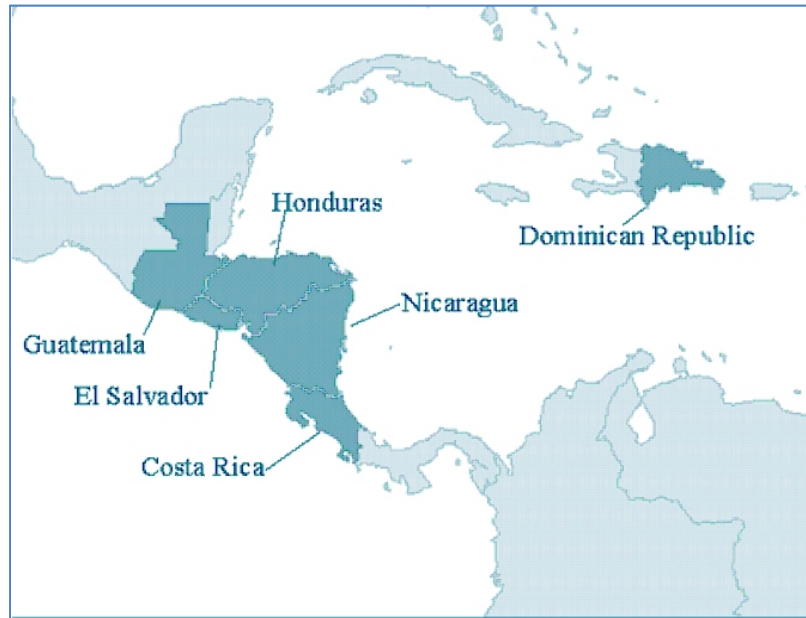 Honduras
Dominican Republic
Nicaragua
Guatemala
El Salvador
Costa Rica